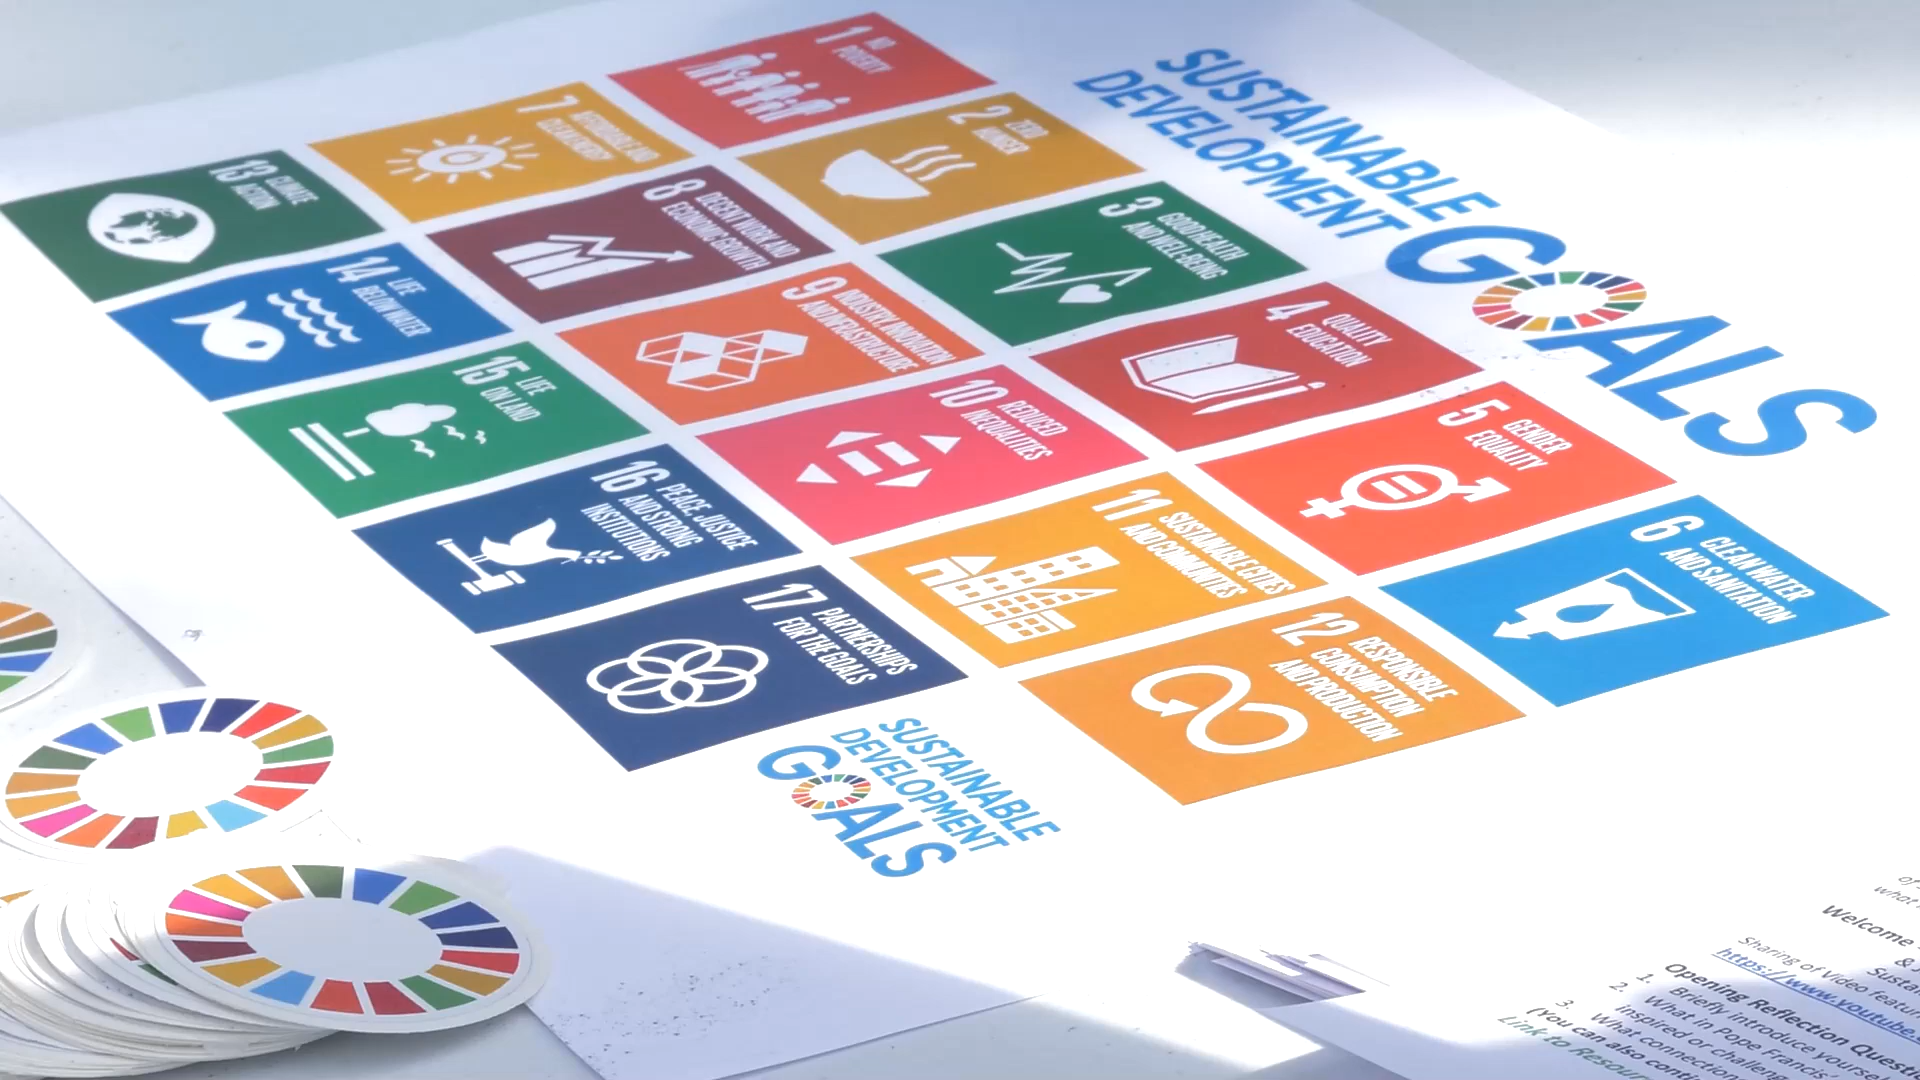 SUSTAINABLE
DEVELOPMENT
GOALS
1 NO
POVERTY
2 ZERO
HUNGER
3 GOOD HEALTH
AND WELL-BEING
4 QUALITY
EDUCATION
5 GENDER
EQUALITY
6 CLEAN WATER
AND SANITATION
7 AFFORDABLE AND
CLEAN ENERGY
8 DECENT WORK AND
ECONOMIC GROWTH
9 INDUSTRY, INNOVATION
AND INFRASTRUCTURE
10 REDUCED
INEQUALITIES
11 SUSTAINABLE CITIES
AND COMMUNITIES
12 RESPONSIBLE
CONSUMPTION
AND PRODUCTION
13 CLIMATE
ACTION
14 LIFE
BELOW WATER
15 LIFE
ON LAND
16 PEACE, JUSTICE
AND STRONG
INSTITUTIONS
17 PARTNERSHIPS
FOR THE GOALS
SUSTAINABLE
DEVELOPMENT
GOALS
what
Welcome
&
Sharing of Video
https://www.youtube.
Opening Reflection
1. Briefly introduce
2. What in Pope Francis'
inspired or
3. What
(You can also
Link to